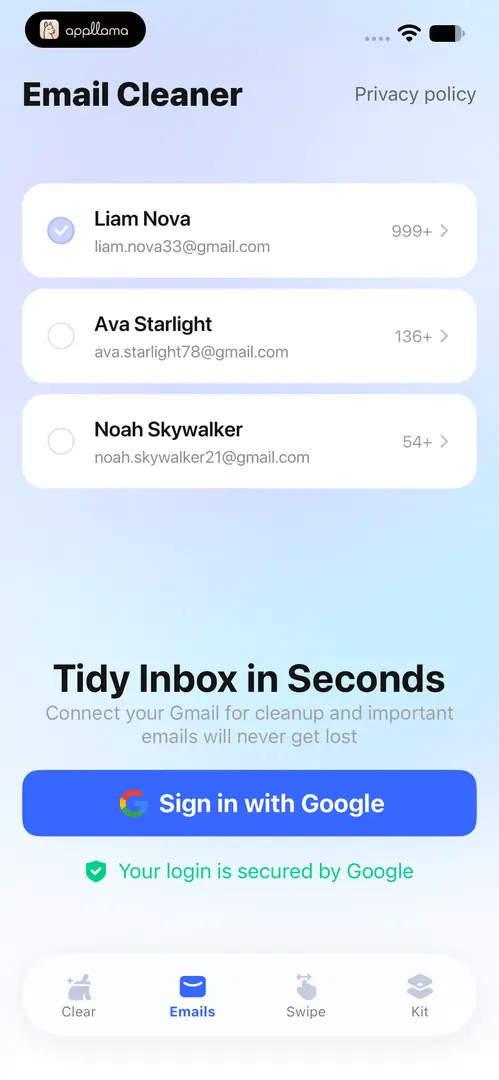 appllama
Email Cleaner
Privacy policy
Liam Nova
liam.nova33@gmail.com
999+
Ava Starlight
ava.starlight78@gmail.com
136+
Noah Skywalker
noah.skywalker21@gmail.com
54+
Tidy Inbox in Seconds
Connect your Gmail for cleanup and important
emails will never get lost
Sign in with Google
Your login is secured by Google
Clear
Emails
Swipe
Kit